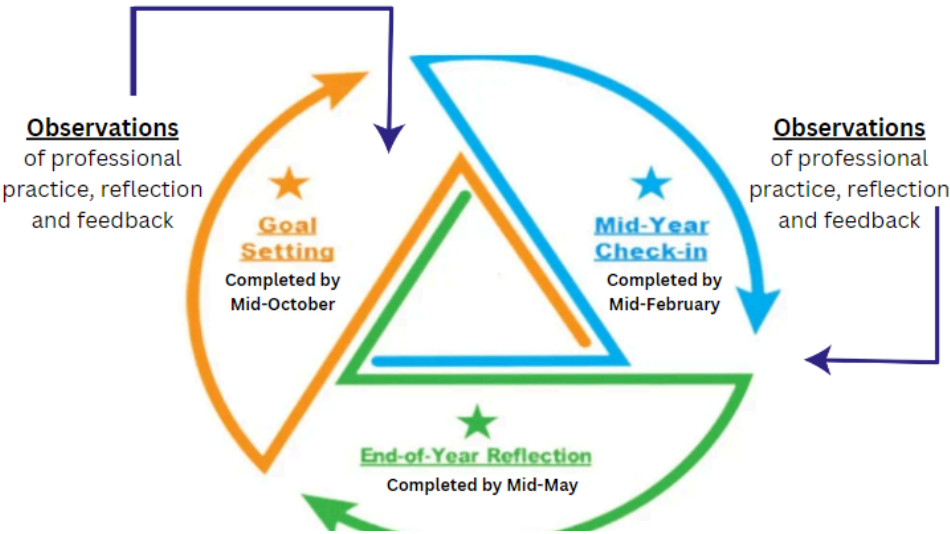 Observations
of professional
practice, reflection
and feedback
Goal
Setting
Completed by
Mid-October
Mid-Year
Check-in
Completed by
Mid-February
Observations
of professional
practice, reflection
and feedback
End-of-Year Reflection
Completed by Mid-May